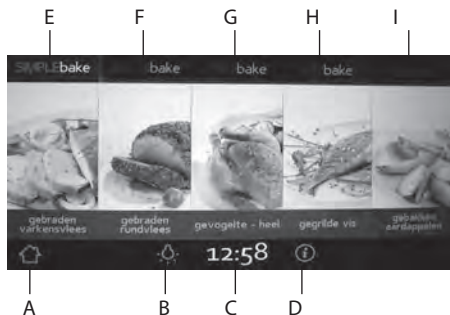 E F G H I
SIMPLEbake bake bake bake
gebraden varkensvlees
gebraden rundvlees
gevogelte - heel
gegrilde vis
gebakken aardappelen
12:58
A B C D